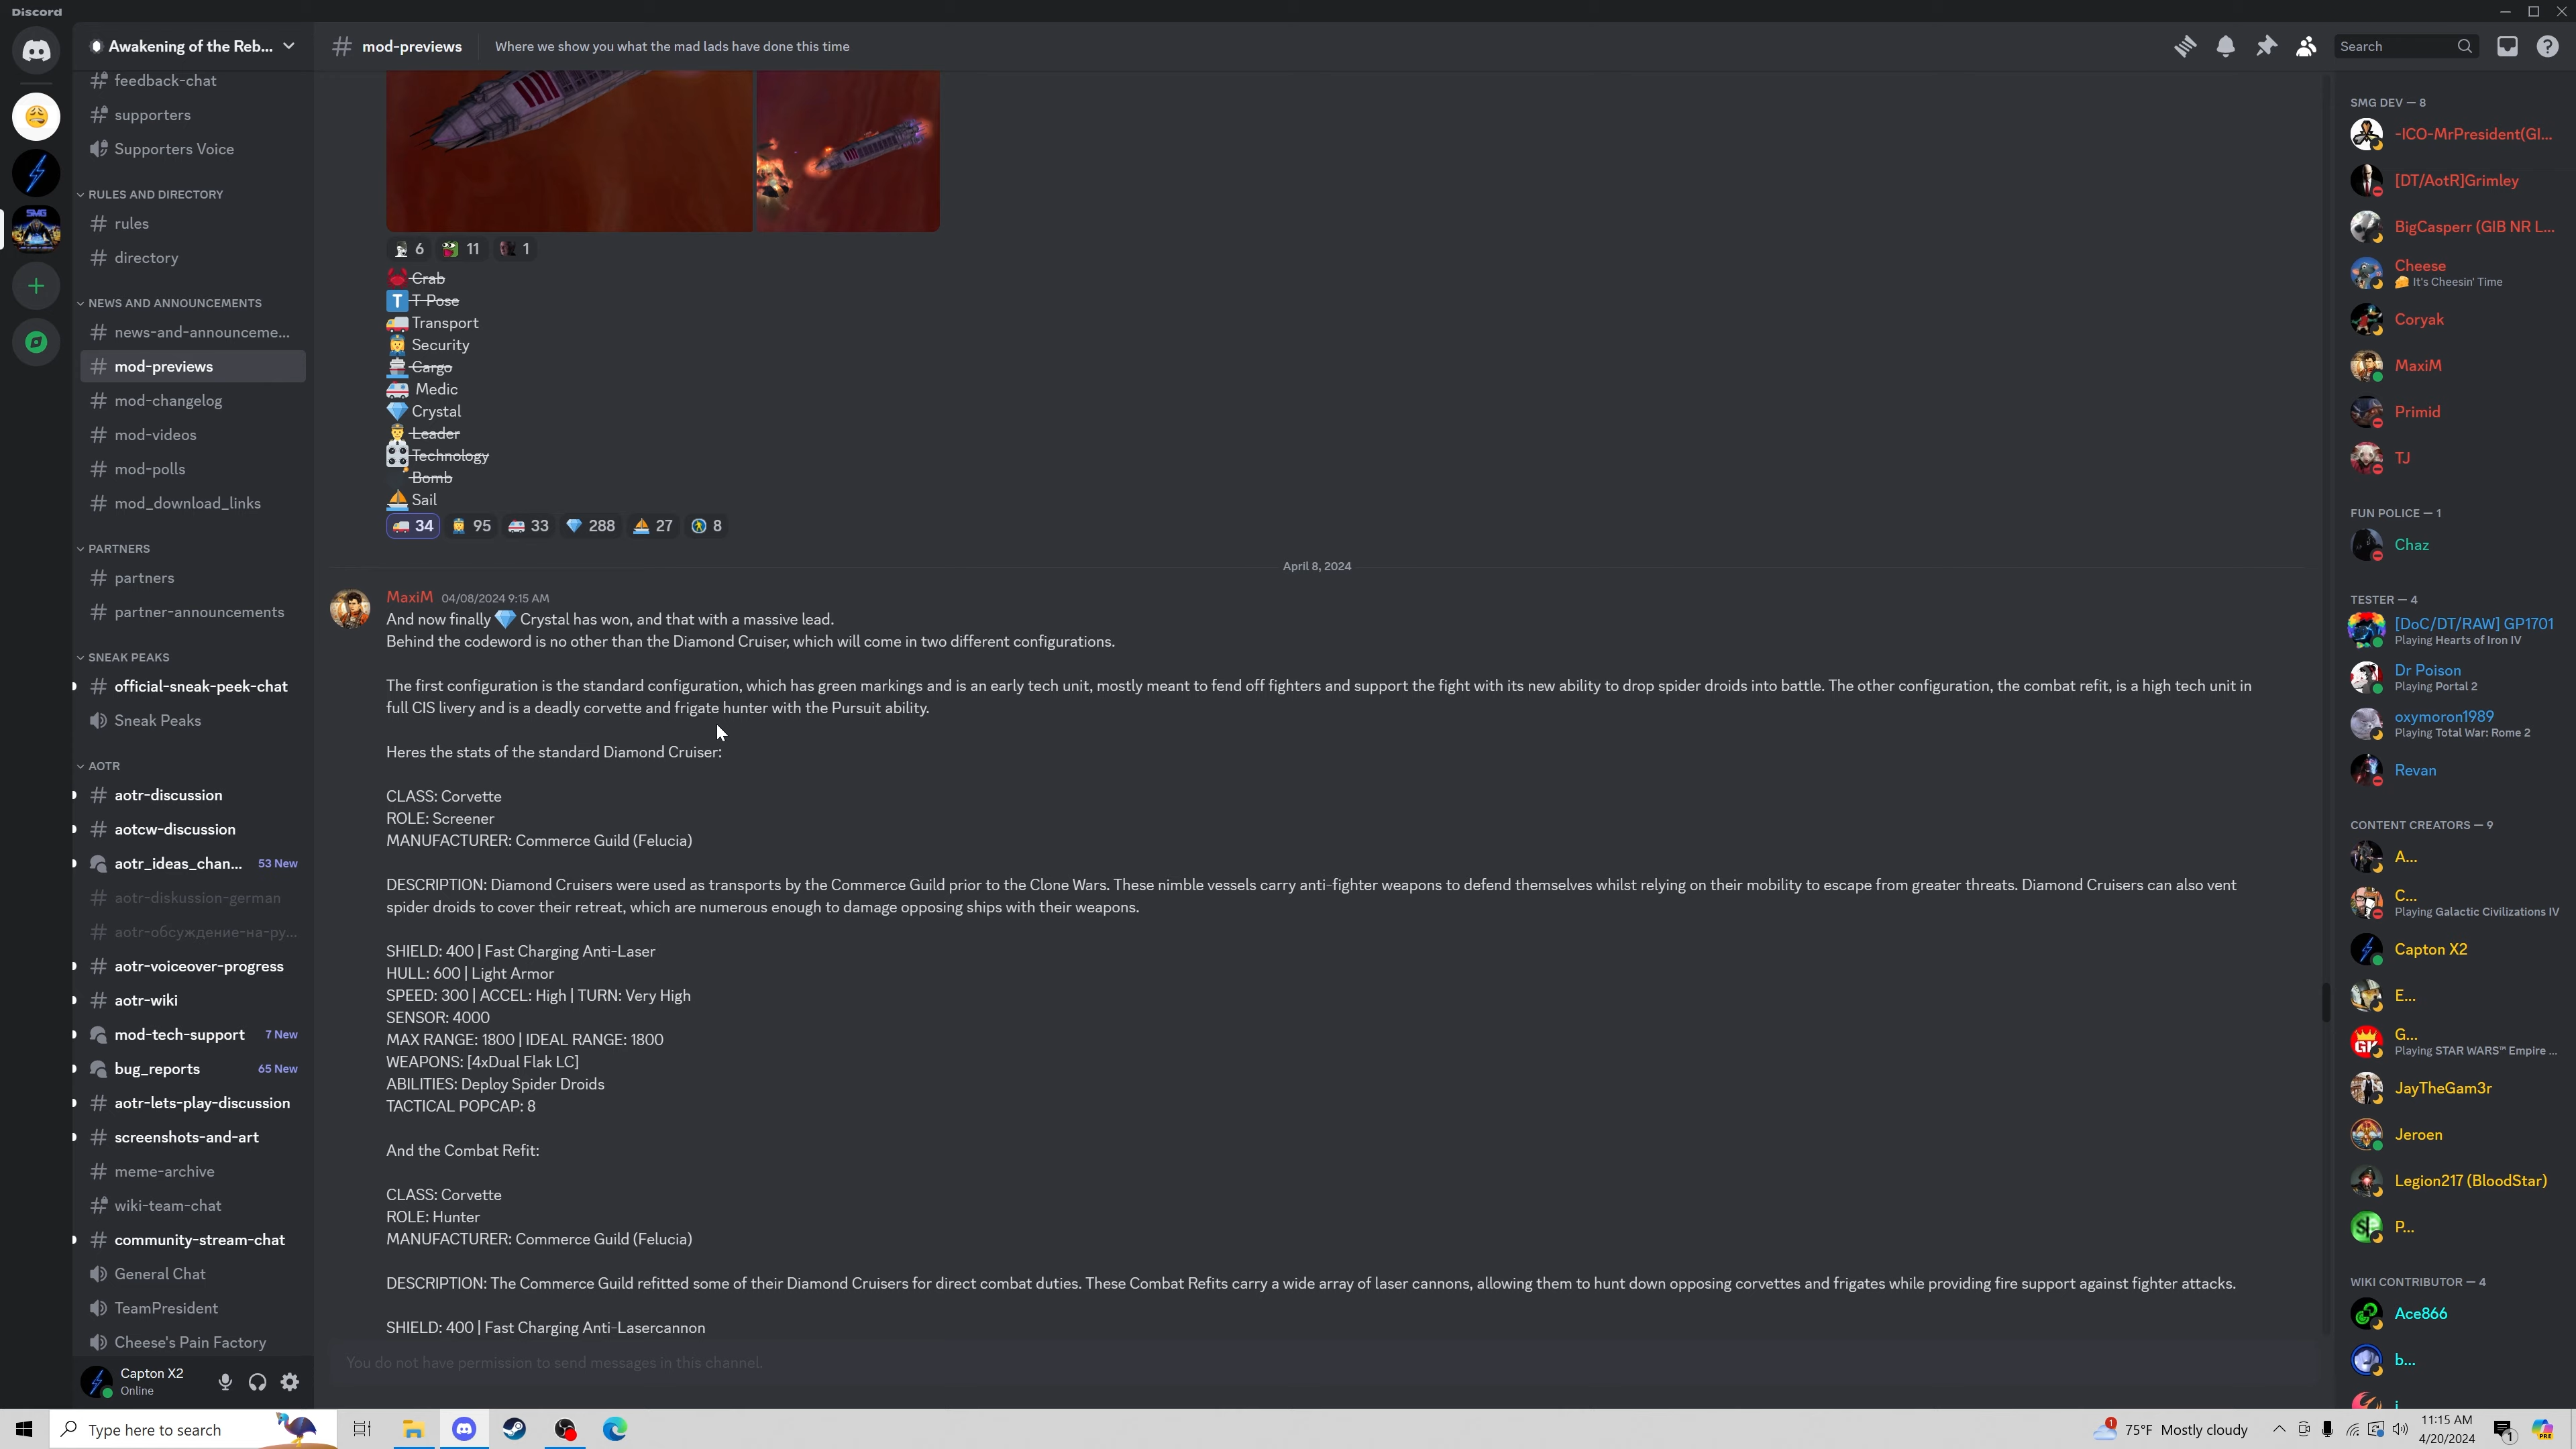 Discord
Awakening of the Reb...
feedback-chat
supporters
Supporters Voice
RULES AND DIRECTORY
rules
directory
NEWS AND ANNOUNCEMENTS
news-and-announceme...
mod-previews
mod-changelog
mod-videos
mod-polls
mod_download_links
PARTNERS
partners
partner-announcements
SNEAK PEAKS
official-sneak-peek-chat
Sneak Peaks
AOTR
aotr-discussion
aotcw-discussion
aotr_ideas_chan... 53 New
aotr-diskussion-german
aotr-обсуждение-на-ру...
aotr-voiceover-progress
aotr-wiki
mod-tech-support 7 New
bug_reports 65 New
aotr-lets-play-discussion
screenshots-and-art
meme-archive
wiki-team-chat
community-stream-chat
General Chat
TeamPresident
Cheese's Pain Factory
Capton X2
Online
mod-previews Where we show you what the mad lads have done this time
Search
6 11 1
Crab
T T-Pose
Transport
Security
Cargo
Medic
Crystal
Leader
Technology
Bomb
Sail
34 95 33 288 27 8
April 8, 2024
MaxiM 04/08/2024 9:15 AM
And now finally 💎 Crystal has won, and that with a massive lead.
Behind the codeword is no other than the Diamond Cruiser, which will come in two different configurations.
The first configuration is the standard configuration, which has green markings and is an early tech unit, mostly meant to fend off fighters and support the fight with its new ability to drop spider droids into battle. The other configuration, the combat refit, is a high tech unit in
full CIS livery and is a deadly corvette and frigate hunter with the Pursuit ability.
Heres the stats of the standard Diamond Cruiser:
CLASS: Corvette
ROLE: Screener
MANUFACTURER: Commerce Guild (Felucia)
DESCRIPTION: Diamond Cruisers were used as transports by the Commerce Guild prior to the Clone Wars. These nimble vessels carry anti-fighter weapons to defend themselves whilst relying on their mobility to escape from greater threats. Diamond Cruisers can also vent
spider droids to cover their retreat, which are numerous enough to damage opposing ships with their weapons.
SHIELD: 400 | Fast Charging Anti-Laser
HULL: 600 | Light Armor
SPEED: 300 | ACCEL: High | TURN: Very High
SENSOR: 4000
MAX RANGE: 1800 | IDEAL RANGE: 1800
WEAPONS: [4xDual Flak LC]
ABILITIES: Deploy Spider Droids
TACTICAL POPCAP: 8
And the Combat Refit:
CLASS: Corvette
ROLE: Hunter
MANUFACTURER: Commerce Guild (Felucia)
DESCRIPTION: The Commerce Guild refitted some of their Diamond Cruisers for direct combat duties. These Combat Refits carry a wide array of laser cannons, allowing them to hunt down opposing corvettes and frigates while providing fire support against fighter attacks.
SHIELD: 400 | Fast Charging Anti-Lasercannon
You do not have permission to send messages in this channel.
SMG DEV — 8
-ICO-MrPresident(GI...
[DT/AotR]Grimley
BigCasperr (GIB NR L...
Cheese
It's Cheesin' Time
Coryak
MaxiM
Primid
TJ
FUN POLICE — 1
Chaz
TESTER — 4
[DoC/DT/RAW] GP1701
Playing Hearts of Iron IV
Dr Poison
Playing Portal 2
oxymoron1989
Playing Total War: Rome 2
Revan
CONTENT CREATORS — 9
A...
C...
Playing Galactic Civilizations IV
Capton X2
E...
G...
Playing STAR WARS™ Empire ...
JayTheGam3r
Jeroen
Legion217 (BloodStar)
P...
WIKI CONTRIBUTOR — 4
Ace866
b...
Type here to search
75°F Mostly cloudy
11:15 AM
4/20/2024